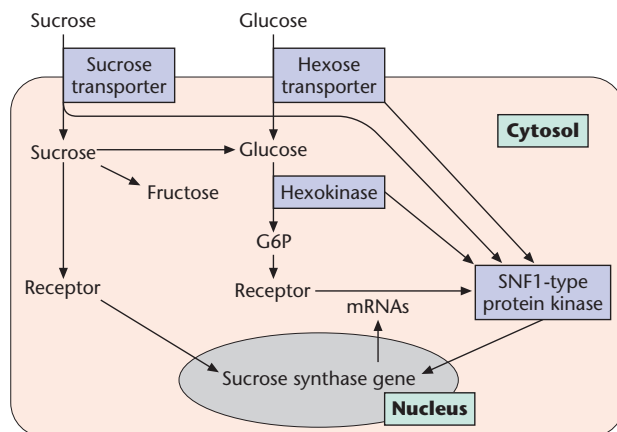 Sucrose
Glucose
Sucrose
transporter
Hexose
transporter
Cytosol
Sucrose
Glucose
Fructose
Hexokinase
G6P
Receptor
Receptor
SNF1-type
protein kinase
mRNAs
Sucrose synthase gene
Nucleus